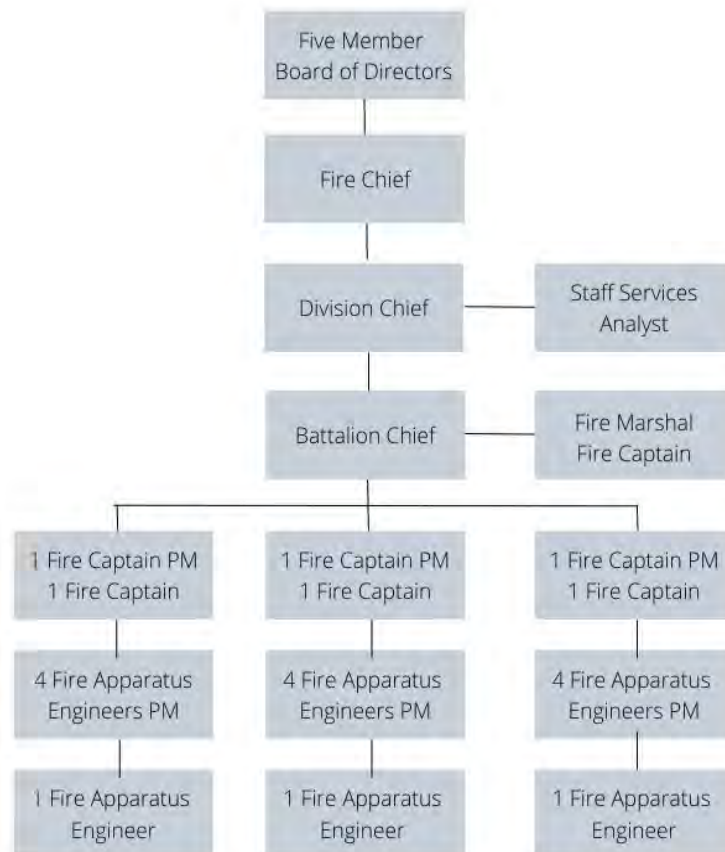 Five Member
Board of Directors
Fire Chief
Division Chief
Staff Services
Analyst
Battalion Chief
Fire Marshal
Fire Captain
1 Fire Captain PM
1 Fire Captain
1 Fire Captain PM
1 Fire Captain
1 Fire Captain PM
1 Fire Captain
4 Fire Apparatus
Engineers PM
4 Fire Apparatus
Engineers PM
4 Fire Apparatus
Engineers PM
1 Fire Apparatus
Engineer
1 Fire Apparatus
Engineer
1 Fire Apparatus
Engineer